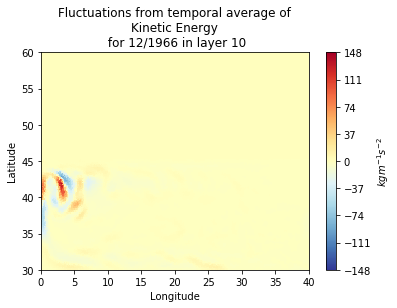 Fluctuations from temporal average of
Kinetic Energy
for 12/1966 in layer 10
60
55
50
45
40
35
30
Latitude
0 5 10 15 20 25 30 35 40
Longitude
148
111
74
37
0
−37
−74
−111
−148
kgm⁻¹s⁻²